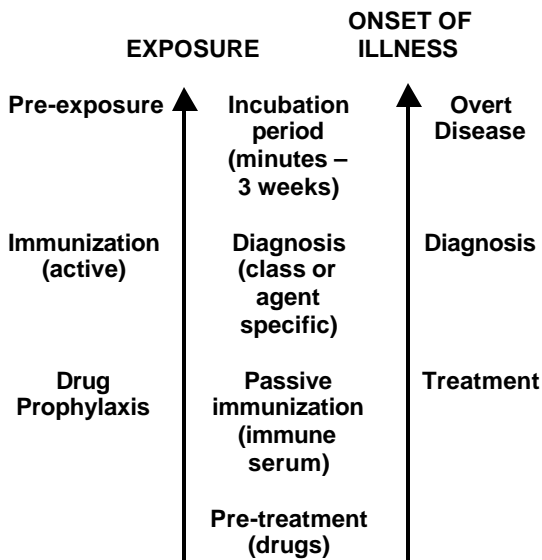 EXPOSURE
ONSET OF
ILLNESS
Pre-exposure
Incubation
period
(minutes –
3 weeks)
Overt
Disease
Immunization
(active)
Diagnosis
(class or
agent
specific)
Diagnosis
Drug
Prophylaxis
Passive
immunization
(immune
serum)
Treatment
Pre-treatment
(drugs)